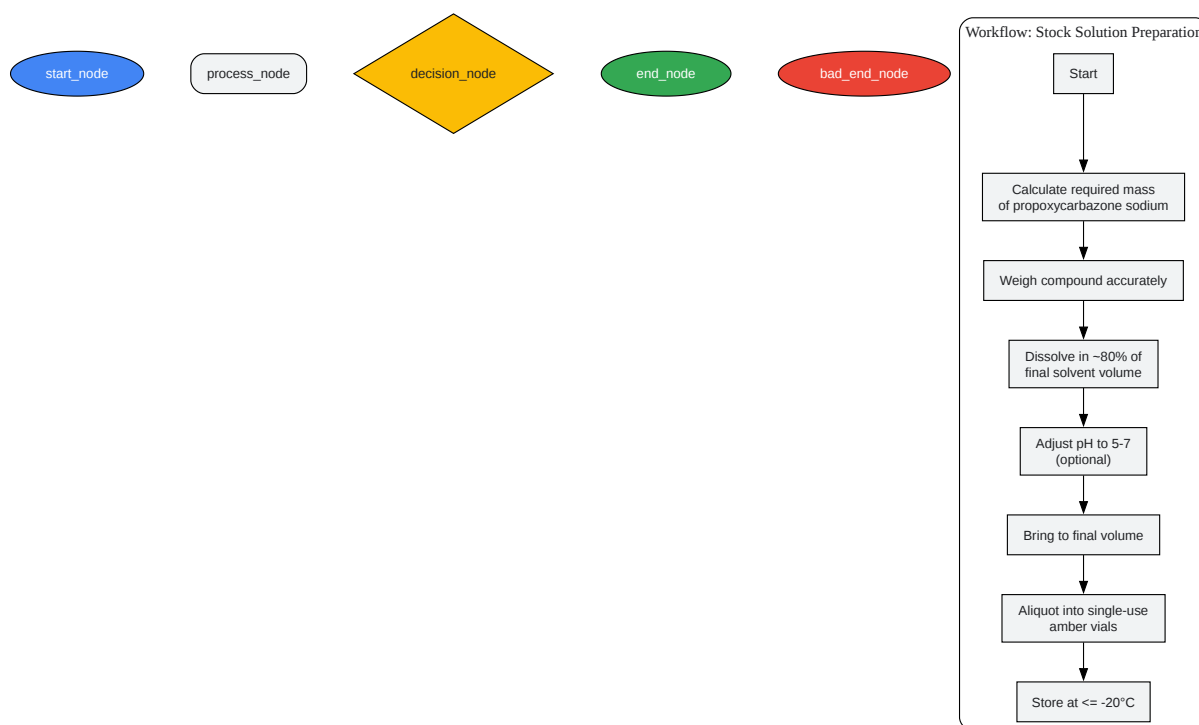 Workflow: Stock Solution Preparation
start_node
process_node
decision_node
end_node
bad_end_node
Start
Calculate required mass
of propoxycarbazone sodium
Weigh compound accurately
Dissolve in ~80% of
final solvent volume
Adjust pH to 5-7
(optional)
Bring to final volume
Aliquot into single-use
amber vials
Store at <= -20°C